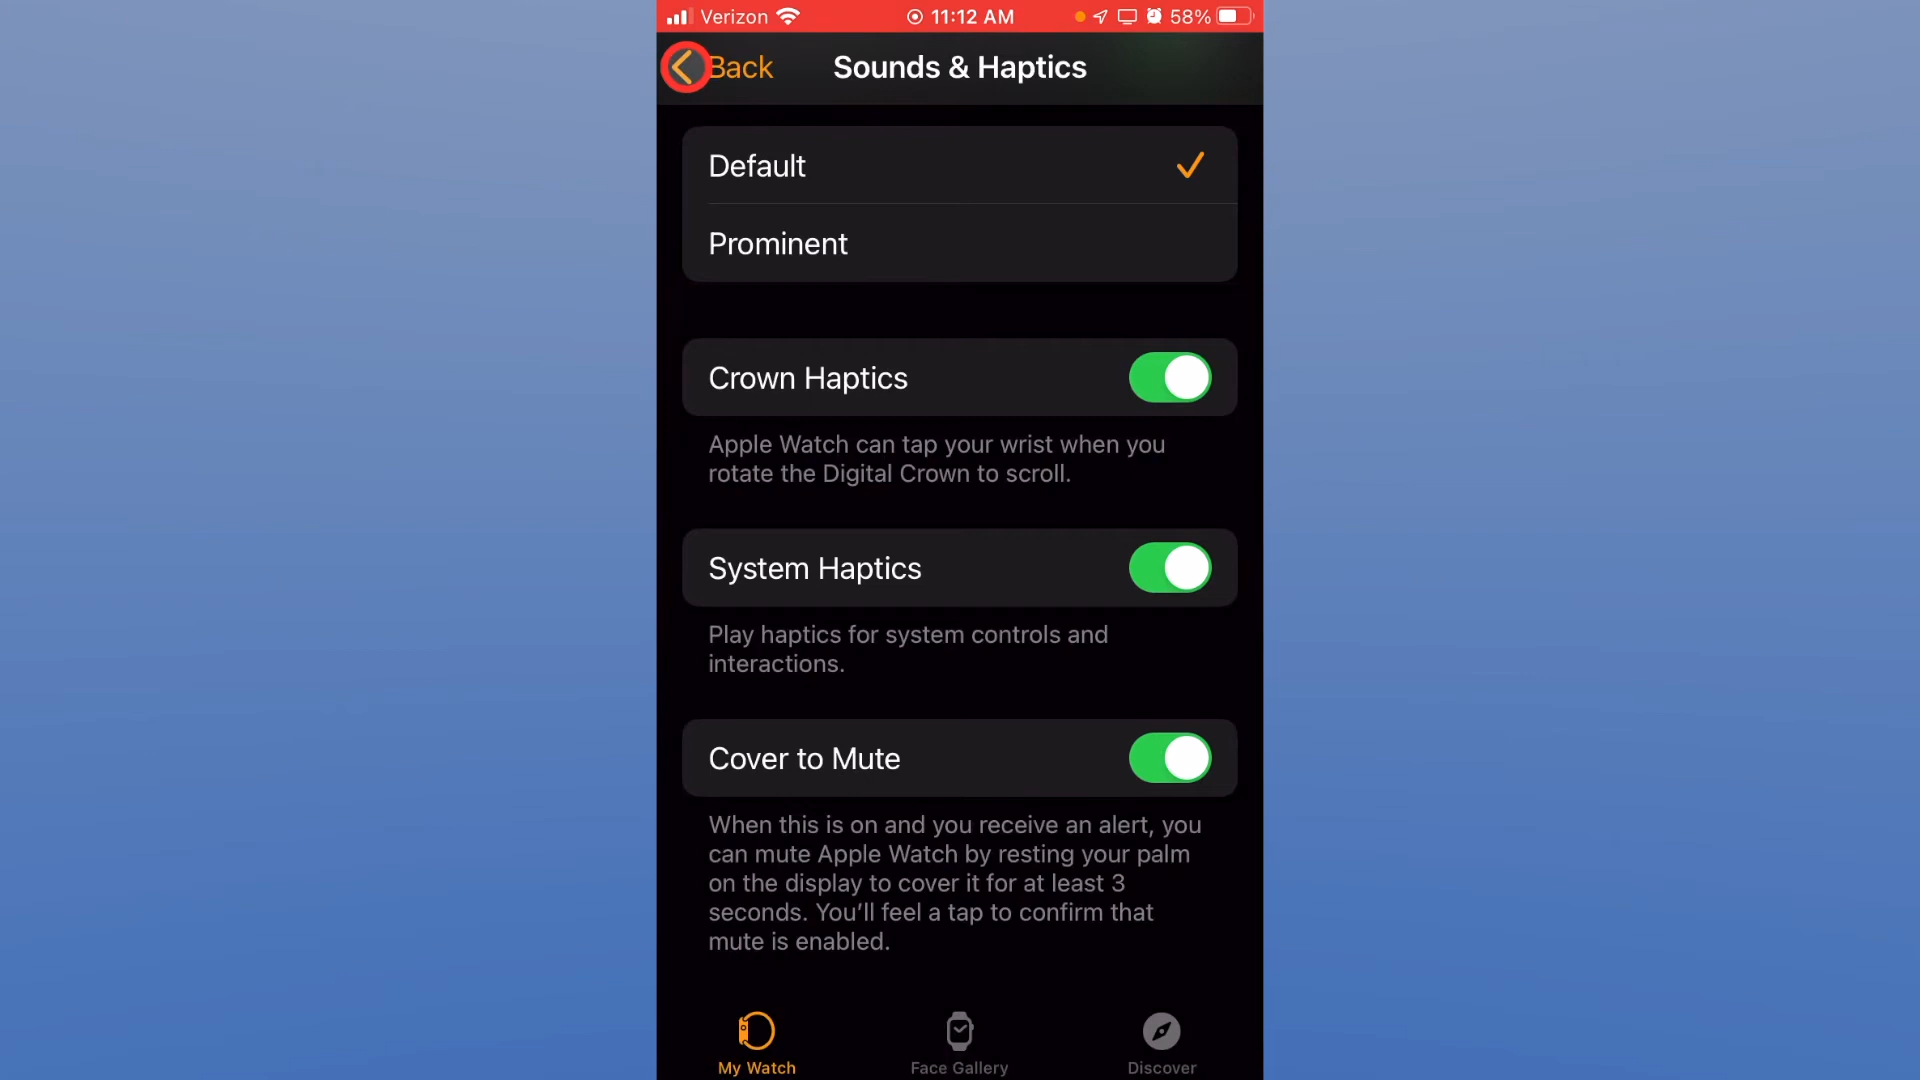 Verizon 11:12 AM 58%
Back Sounds & Haptics
Default
Prominent
Crown Haptics
Apple Watch can tap your wrist when you
rotate the Digital Crown to scroll.
System Haptics
Play haptics for system controls and
interactions.
Cover to Mute
When this is on and you receive an alert, you
can mute Apple Watch by resting your palm
on the display to cover it for at least 3
seconds. You’ll feel a tap to confirm that
mute is enabled.
My Watch Face Gallery Discover